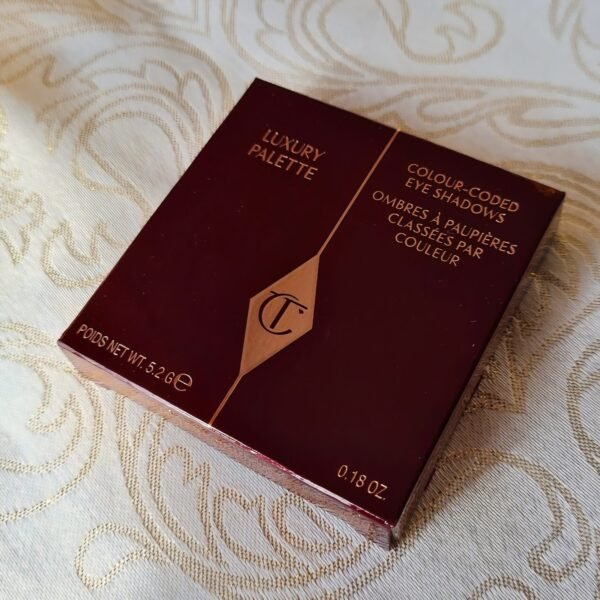 LUXURY
PALETTE
COLOUR-CODED
EYE SHADOWS
OMBRES À PAUPIÈRES
CLASSÉES PAR
COULEUR
CT
POIDS NET WT. 5.2 G℮
0.18 OZ.